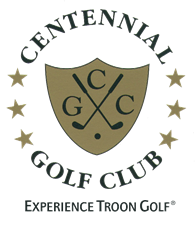 CENTENNIAL
C
G C
GOLF CLUB
EXPERIENCE TROON GOLF®